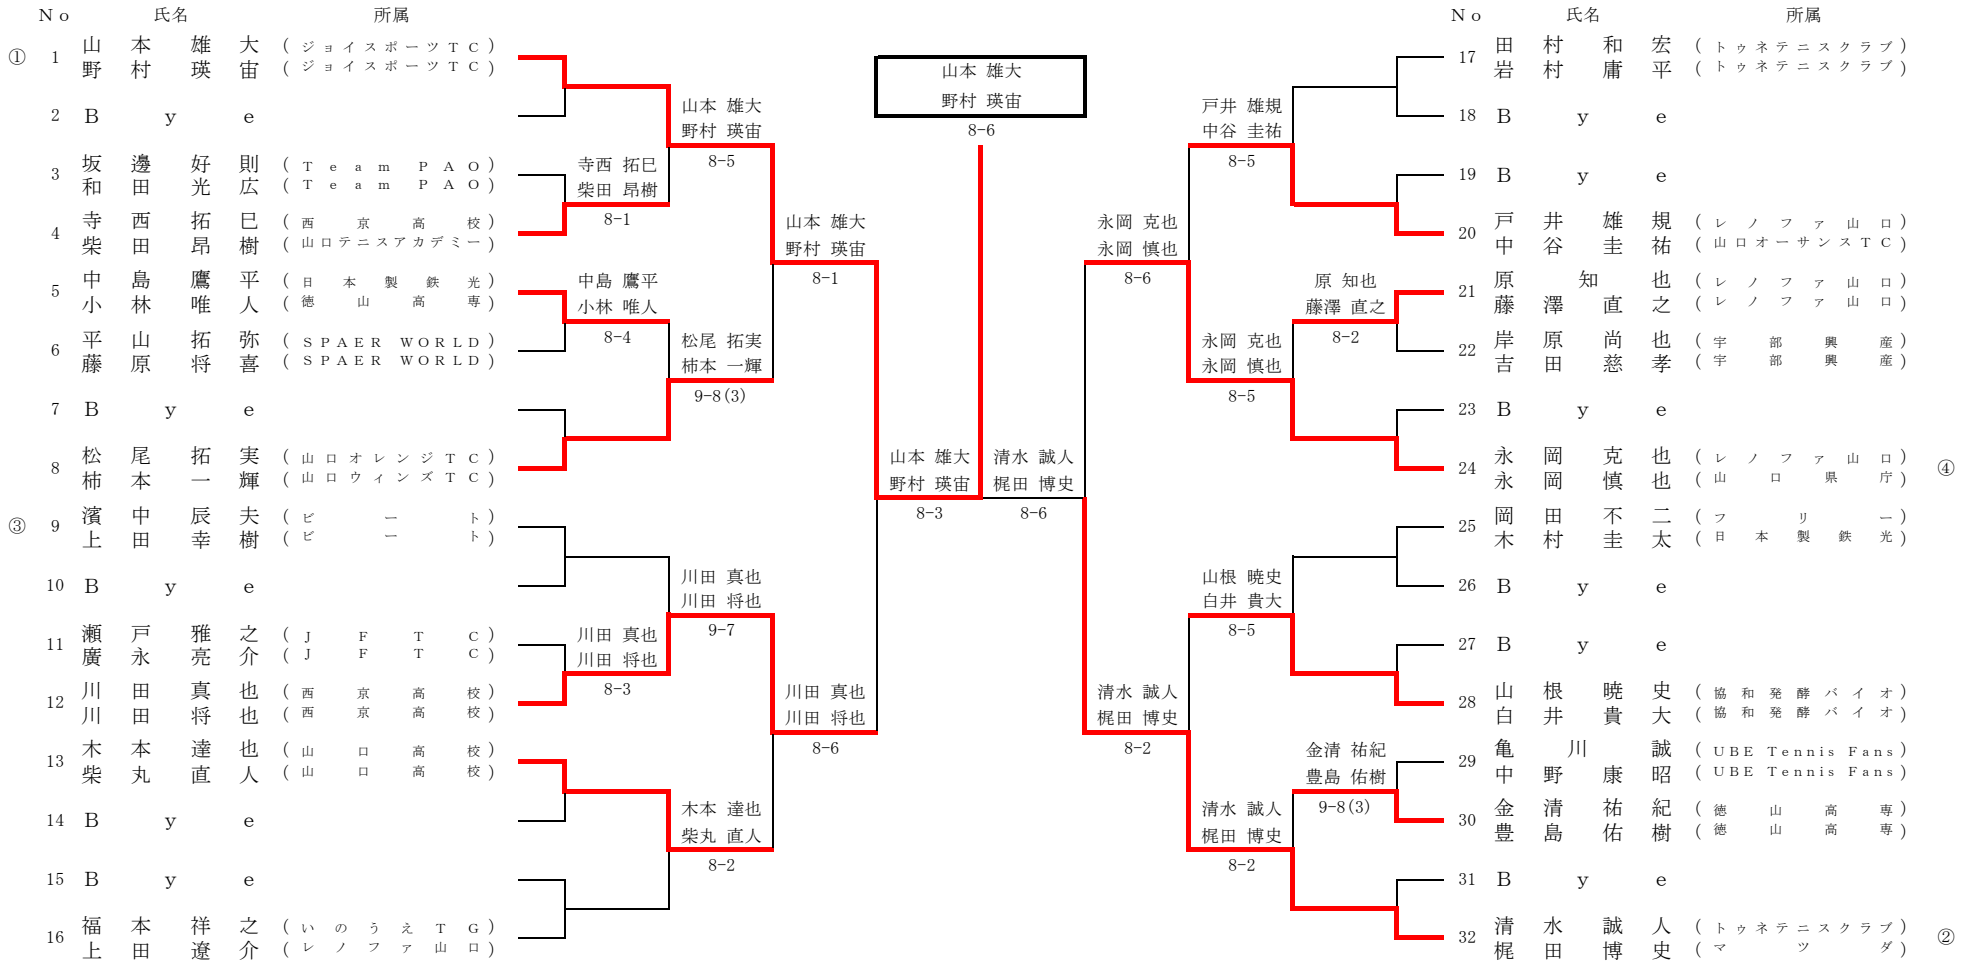 No 氏名 所属
① 1 山本雄大 (ジョイスポーツTC)
野村瑛宙 (ジョイスポーツTC)
2 Bye
3 坂邊好則 (Team PAO)
和田光広 (Team PAO)
4 寺西拓巳 (西京高校)
柴田昂樹 (山口テニスアカデミー)
5 中島鷹平 (日本製鉄光)
小林唯人 (徳山高専)
6 平山拓弥 (SPAER WORLD)
藤原将喜 (SPAER WORLD)
7 Bye
8 松尾拓実 (山口オレンジTC)
柿本一輝 (山口ウィンズTC)
③ 9 濱中辰夫 (ビート)
上田幸樹 (ビート)
10 Bye
11 瀬戸雅之 (JFTC)
廣永亮介 (JFTC)
12 川田真也 (西京高校)
川田将也 (西京高校)
13 木本達也 (山口高校)
柴丸直人 (山口高校)
14 Bye
15 Bye
16 福本祥之 (いのうえTG)
上田遼介 (レノファ山口)
寺西 拓巳
柴田 昂樹
8-1
中島 鷹平
小林 唯人
8-4
川田 真也
川田 将也
8-3
山本 雄大
野村 瑛宙
8-5
松尾 拓実
柿本 一輝
9-8(3)
川田 真也
川田 将也
9-7
木本 達也
柴丸 直人
8-2
山本 雄大
野村 瑛宙
8-1
川田 真也
川田 将也
8-6
山本 雄大
野村 瑛宙
8-3
山本 雄大
野村 瑛宙
8-6
清水 誠人
梶田 博史
8-6
永岡 克也
永岡 慎也
8-6
清水 誠人
梶田 博史
8-2
戸井 雄規
中谷 圭祐
8-5
永岡 克也
永岡 慎也
8-5
山根 暁史
白井 貴大
8-5
清水 誠人
梶田 博史
8-2
原 知也
藤澤 直之
8-2
金清 祐紀
豊島 佑樹
9-8(3)
No 氏名 所属
17 田村和宏 (トゥネテニスクラブ)
岩村庸平 (トゥネテニスクラブ)
18 Bye
19 Bye
20 戸井雄規 (レノファ山口)
中谷圭祐 (山口オーサンスTC)
21 原知也 (レノファ山口)
藤澤直之 (レノファ山口)
22 岸原尚也 (宇部興産)
吉田慈孝 (宇部興産)
23 Bye
24 永岡克也 (レノファ山口) ④
永岡慎也 (山口県庁)
25 岡田不二 (フリー)
木村圭太 (日本製鉄光)
26 Bye
27 Bye
28 山根暁史 (協和発酵バイオ)
白井貴大 (協和発酵バイオ)
29 亀川誠 (UBE Tennis Fans)
中野康昭 (UBE Tennis Fans)
30 金清祐紀 (徳山高専)
豊島佑樹 (徳山高専)
31 Bye
32 清水誠人 (トゥネテニスクラブ) ②
梶田博史 (マツダ)